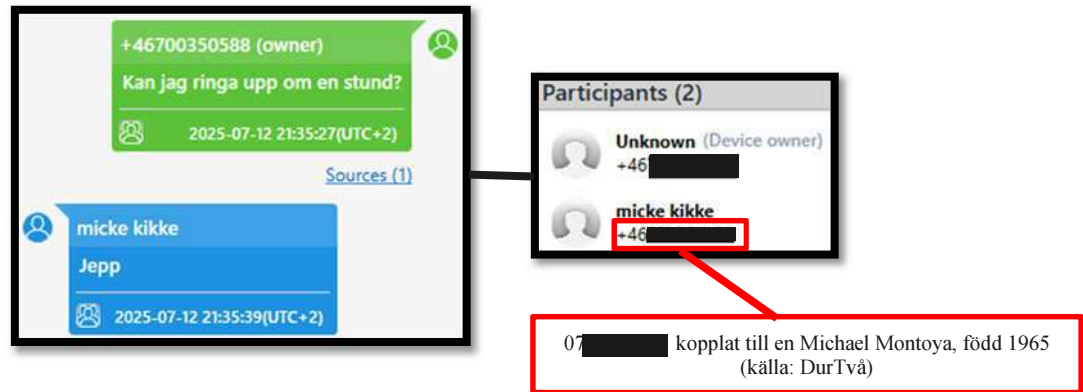 +46700350588 (owner)
Kan jag ringa upp om en stund?
2025-07-12 21:35:27(UTC+2)
Sources (1)
micke kikke
Jepp
2025-07-12 21:35:39(UTC+2)
Participants (2)
Unknown (Device owner)
+46
micke kikke
+46
07 kopplat till en Michael Montoya, född 1965
(källa: DurTvå)